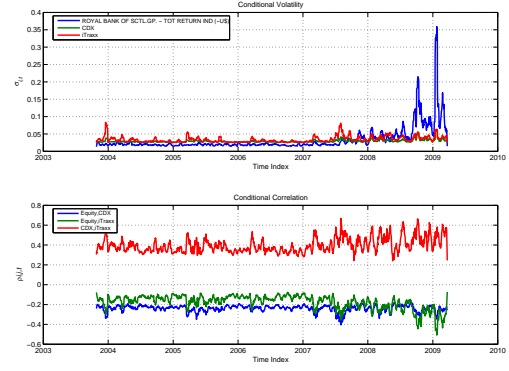 Conditional Volatility
0.4
0.35
0.3
0.25
0.2
0.15
0.1
0.05
0
σi,t
ROYAL BANK OF SCTL.GP. - TOT RETURN IND (~U$)
CDX
iTraxx
2003 2004 2005 2006 2007 2008 2009 2010
Time Index
Conditional Correlation
0.8
0.6
0.4
0.2
0
−0.2
−0.4
−0.6
Equity,CDX
Equity,iTraxx
CDX,iTraxx
2003 2004 2005 2006 2007 2008 2009 2010
Time Index